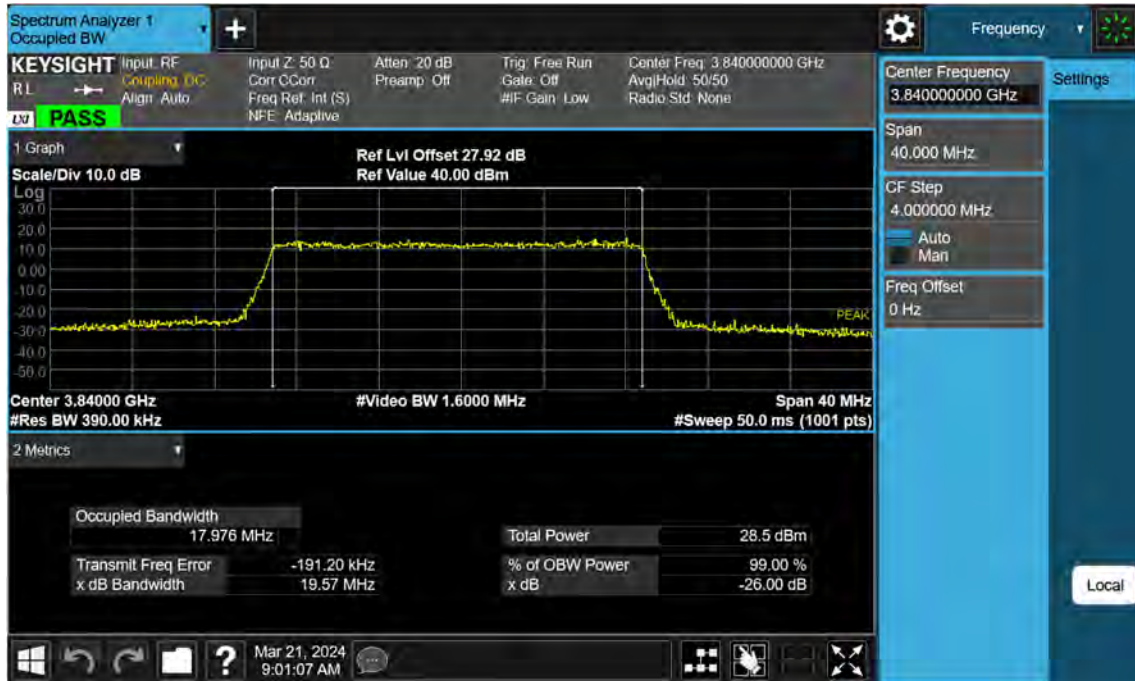 Spectrum Analyzer 1
Occupied BW
+
Frequency
KEYSIGHT
RL
LXI
PASS
Input: RF
Coupling: DC
Align: Auto
Input Z: 50 Ω
Corr CCorr
Freq Ref: Int (S)
NFE: Adaptive
Atten: 20 dB
Preamp: Off
Trig: Free Run
Gate: Off
#IF Gain: Low
Center Freq: 3.840000000 GHz
Avg|Hold: 50/50
Radio Std: None
Center Frequency
3.840000000 GHz
Settings
Span
40.000 MHz
CF Step
4.000000 MHz
Auto
Man
Freq Offset
0 Hz
1 Graph
Scale/Div 10.0 dB
Ref Lvl Offset 27.92 dB
Ref Value 40.00 dBm
Log
30.0
20.0
10.0
0.00
-10.0
-20.0
-30.0
-40.0
-50.0
PEAK
Center 3.84000 GHz
#Res BW 390.00 kHz
#Video BW 1.6000 MHz
Span 40 MHz
#Sweep 50.0 ms (1001 pts)
2 Metrics
Occupied Bandwidth
17.976 MHz
Total Power 28.5 dBm
Transmit Freq Error -191.20 kHz
% of OBW Power 99.00 %
x dB Bandwidth 19.57 MHz
x dB -26.00 dB
Local
?
Mar 21, 2024
9:01:07 AM